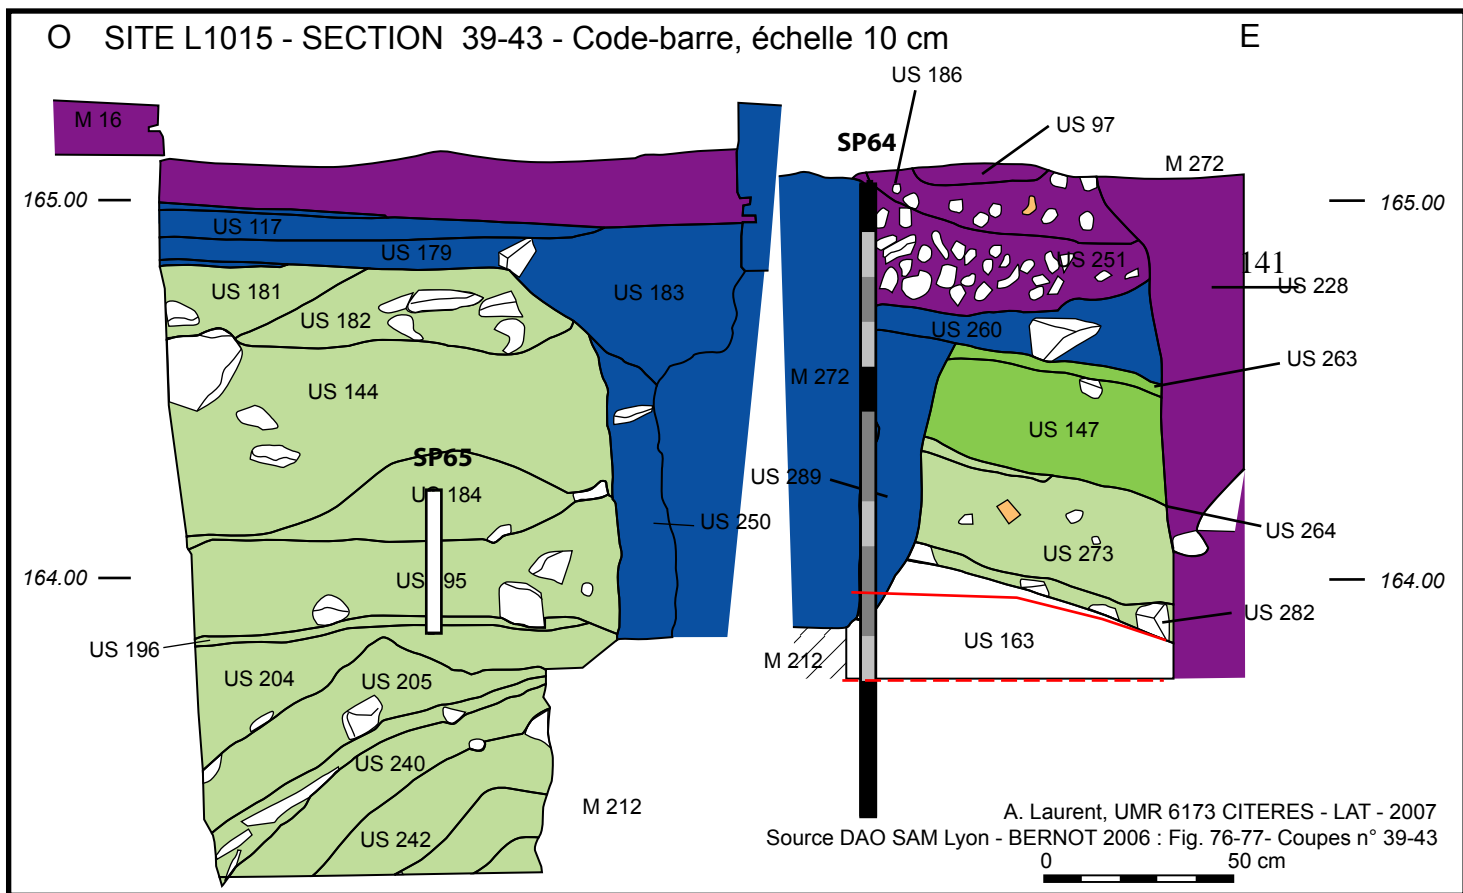 O SITE L1015 - SECTION 39-43 - Code-barre, échelle 10 cm E
US 186
M 16
US 97
SP64
M 272
165.00
165.00
US 117
US 179
US 251
141
US 181
US 183
US 228
US 182
US 260
US 263
M 272
US 144
US 147
SP65
US 289
US 184
US 250
US 264
US 273
164.00
US 195
164.00
US 282
US 196
US 163
M 212
US 204
US 205
US 240
M 212
US 242
A. Laurent, UMR 6173 CITERES - LAT - 2007
Source DAO SAM Lyon - BERNOT 2006 : Fig. 76-77- Coupes n° 39-43
0 50 cm